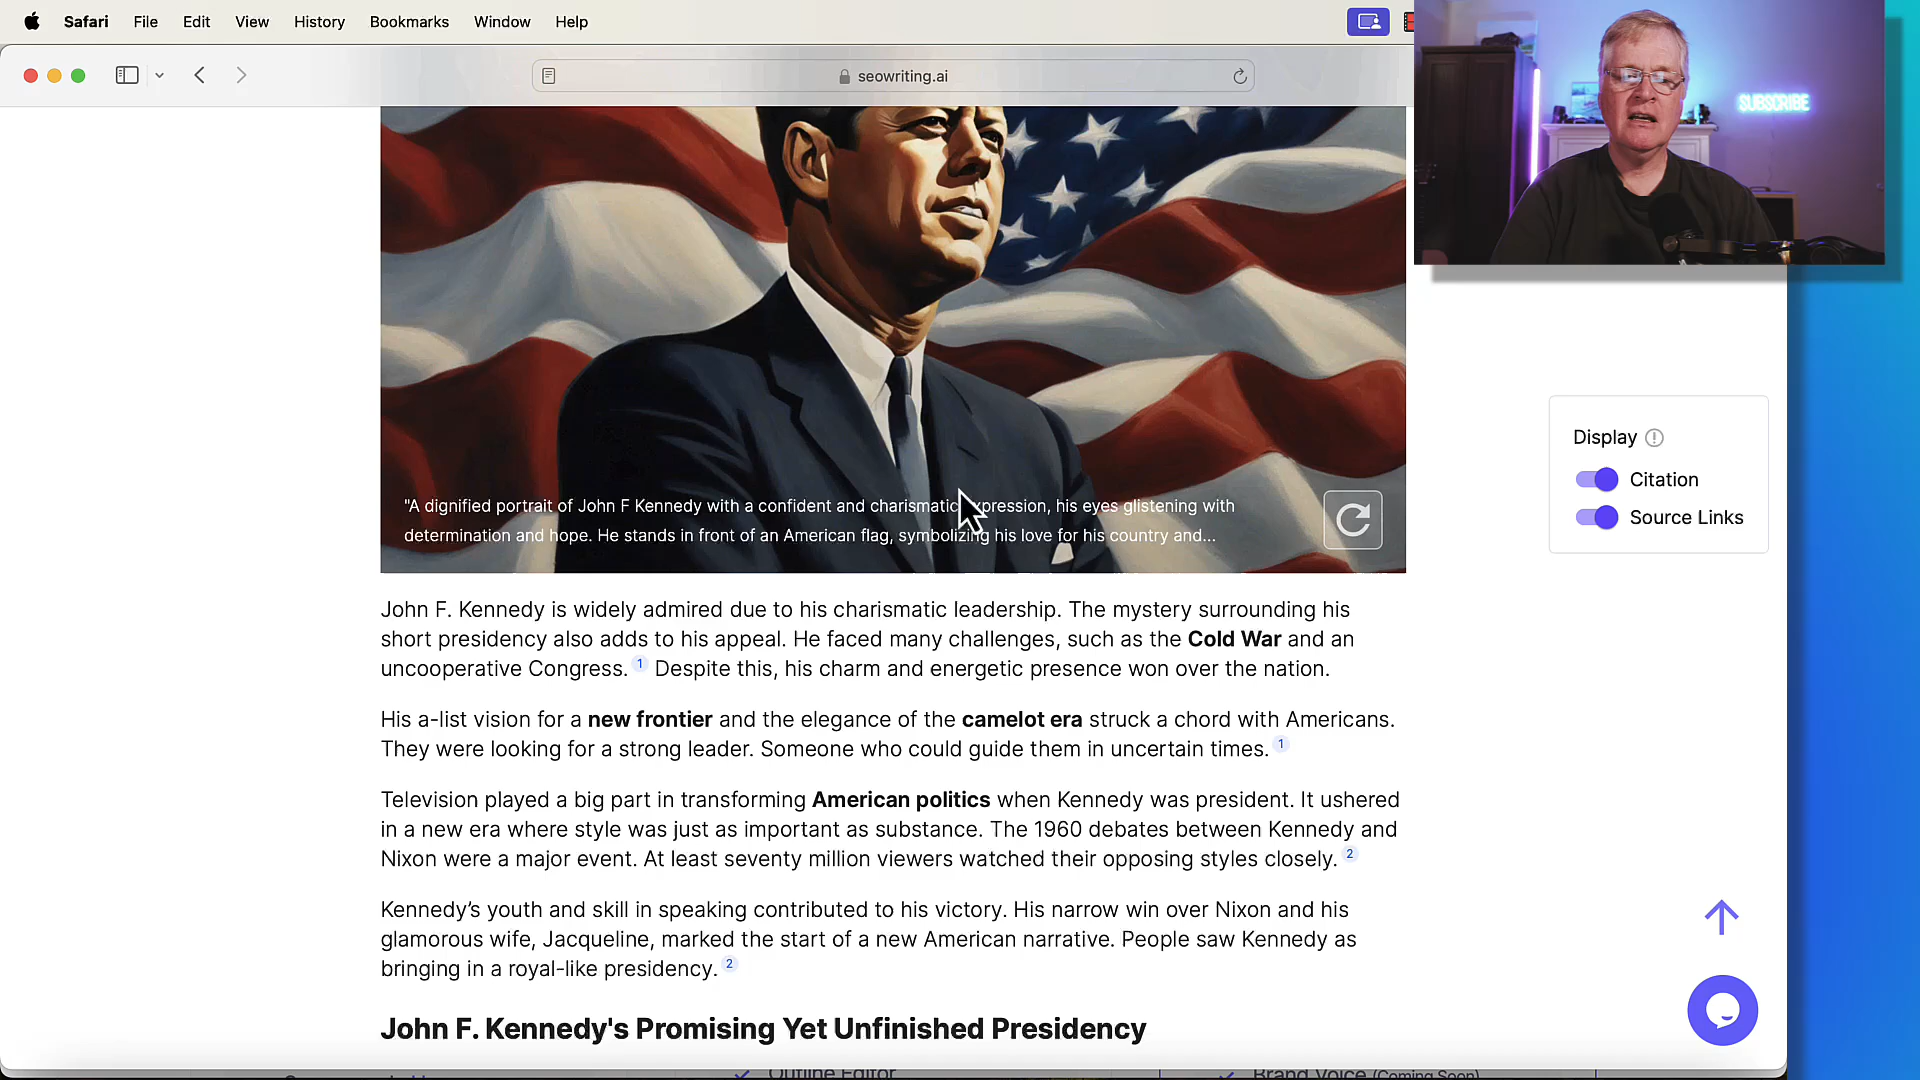 Safari File Edit View History Bookmarks Window Help
seowriting.ai
SUBSCRIBE
"A dignified portrait of John F Kennedy with a confident and charismatic expression, his eyes glistening with
determination and hope. He stands in front of an American flag, symbolizing his love for his country and...
Display
Citation
Source Links
John F. Kennedy is widely admired due to his charismatic leadership. The mystery surrounding his
short presidency also adds to his appeal. He faced many challenges, such as the Cold War and an
uncooperative Congress. 1 Despite this, his charm and energetic presence won over the nation.
His a-list vision for a new frontier and the elegance of the camelot era struck a chord with Americans.
They were looking for a strong leader. Someone who could guide them in uncertain times. 1
Television played a big part in transforming American politics when Kennedy was president. It ushered
in a new era where style was just as important as substance. The 1960 debates between Kennedy and
Nixon were a major event. At least seventy million viewers watched their opposing styles closely. 2
Kennedy's youth and skill in speaking contributed to his victory. His narrow win over Nixon and his
glamorous wife, Jacqueline, marked the start of a new American narrative. People saw Kennedy as
bringing in a royal-like presidency. 2
John F. Kennedy's Promising Yet Unfinished Presidency
Outline Editor
Brand Voice (Coming Soon)